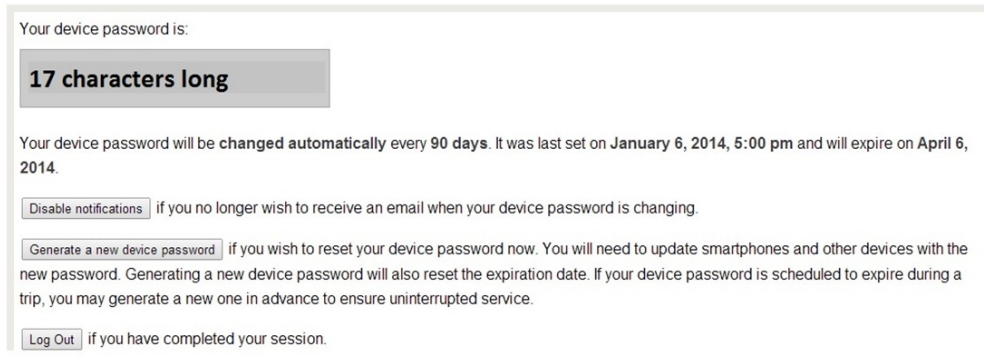 Your device password is:
17 characters long
Your device password will be changed automatically every 90 days. It was last set on January 6, 2014, 5:00 pm and will expire on April 6,
2014.
Disable notifications if you no longer wish to receive an email when your device password is changing.
Generate a new device password if you wish to reset your device password now. You will need to update smartphones and other devices with the
new password. Generating a new device password will also reset the expiration date. If your device password is scheduled to expire during a
trip, you may generate a new one in advance to ensure uninterrupted service.
Log Out if you have completed your session.